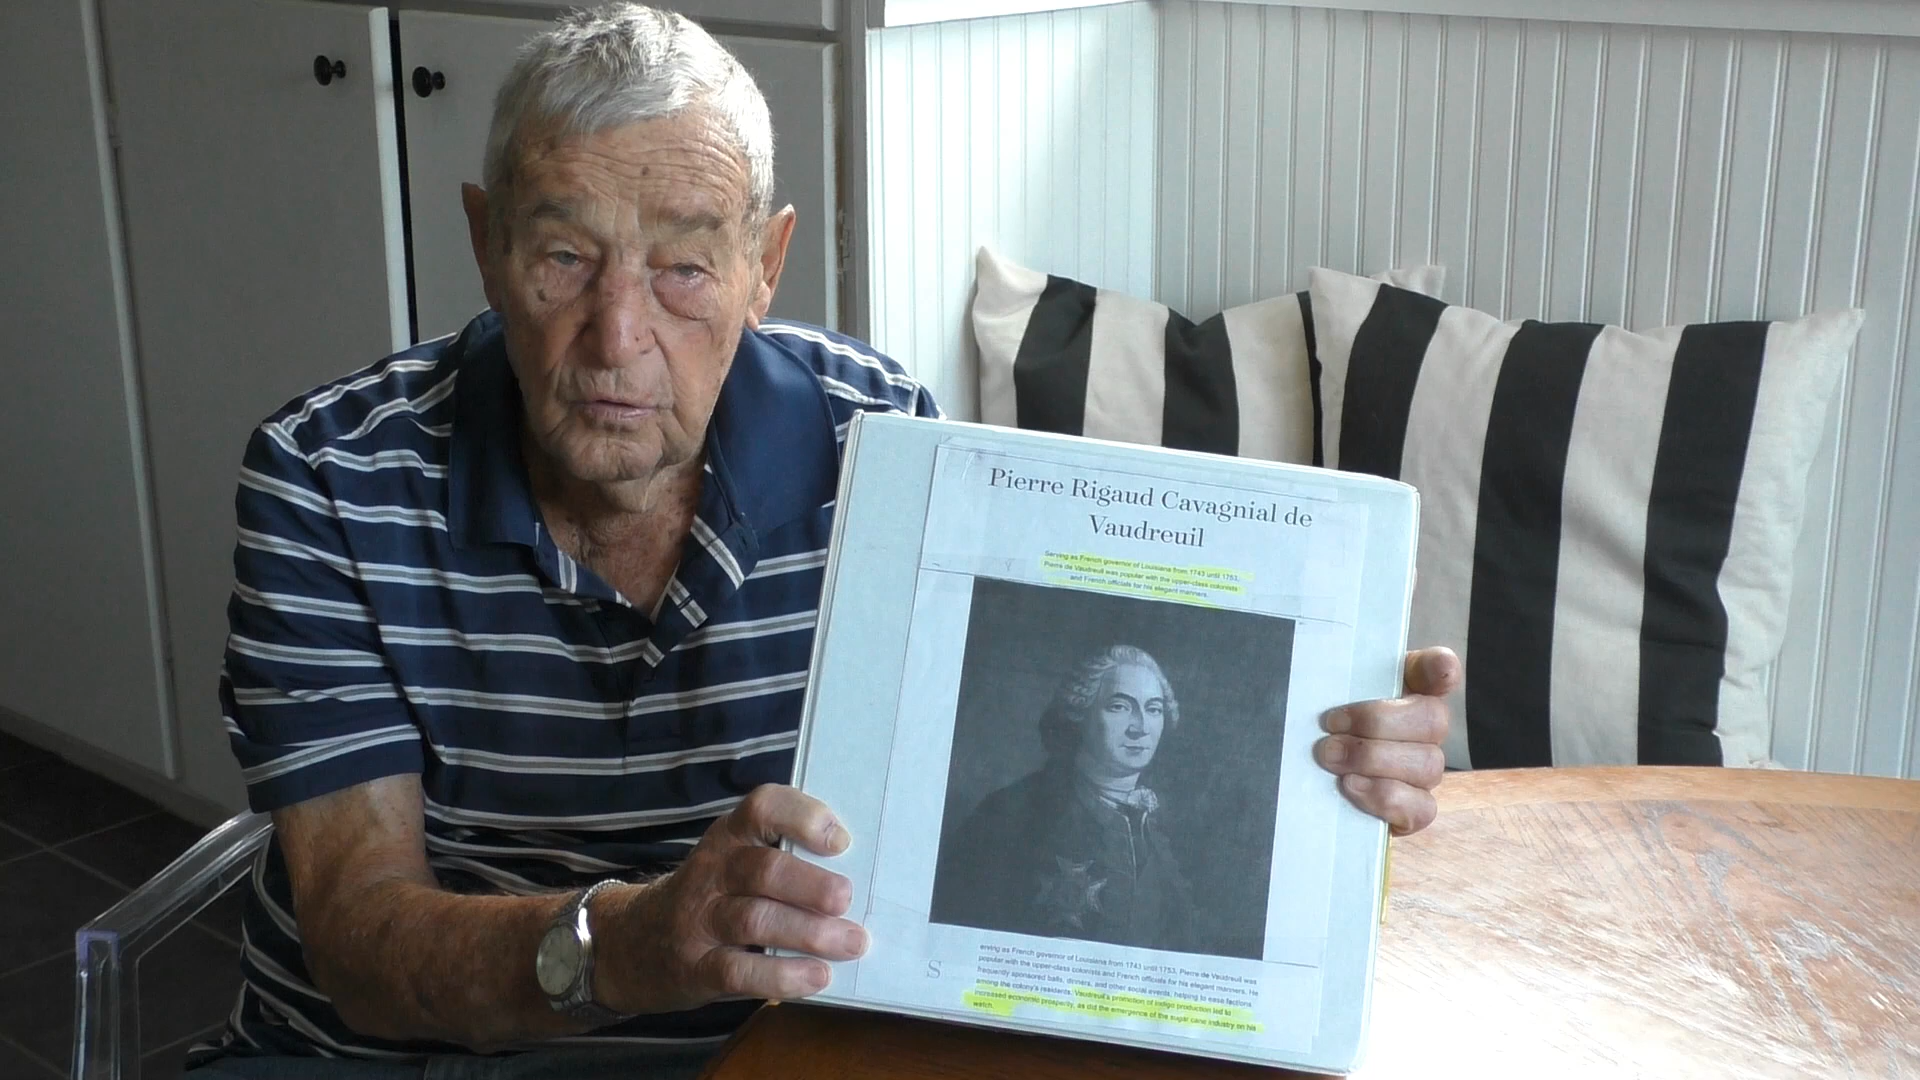 Pierre Rigaud Cavagnial de
Vaudreuil
Serving as French governor of Louisiana from 1743 until 1753,
Pierre de Vaudreuil was popular with the upper-class colonists
and French officials for his elegant manners.
S
erving as French governor of Louisiana from 1743 until 1753, Pierre de Vaudreuil was
popular with the upper-class colonists and French officials for his elegant manners. He
frequently sponsored balls, dinners, and other social events, helping to ease factions
among the colony's residents. Vaudreuil's promotion of indigo production led to
increased economic prosperity, as did the emergence of the sugar cane industry on his
watch.